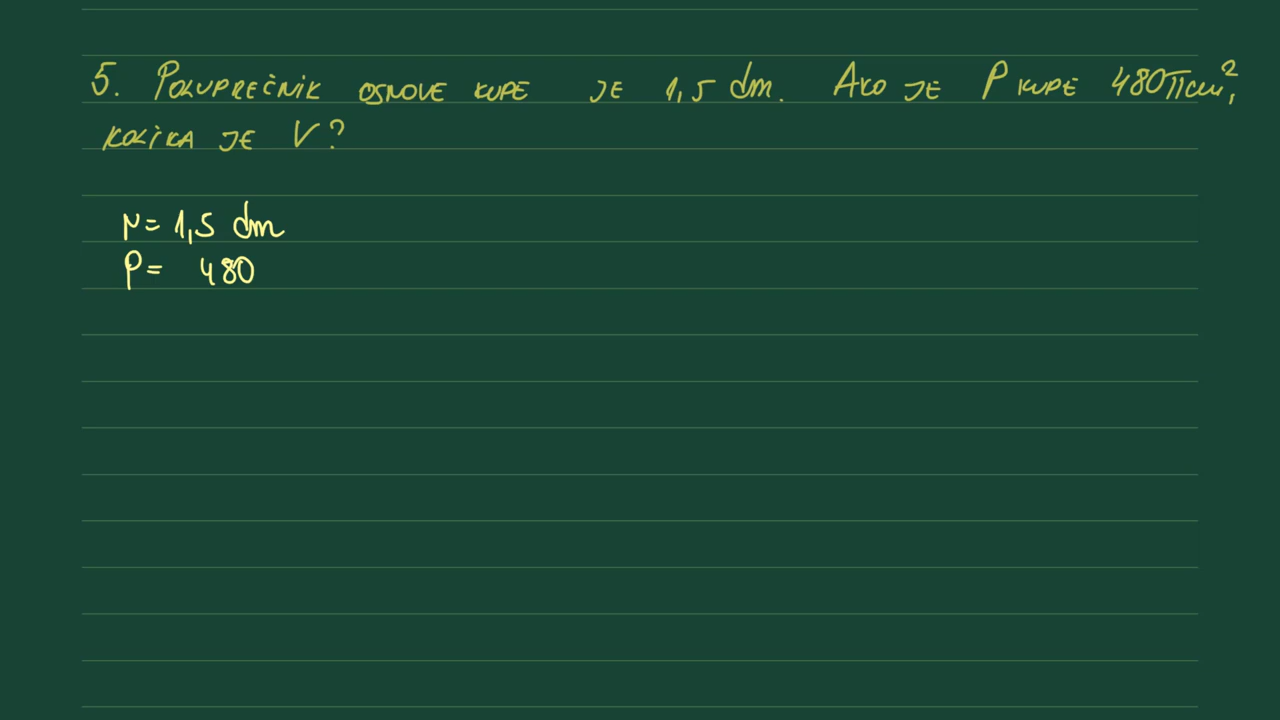 5. POLUPREČNIK OSNOVE KUPE JE 1,5 dm. AKO JE P KUPE 480πcm²,
KOLIKA JE V?
r= 1,5 dm
P= 480